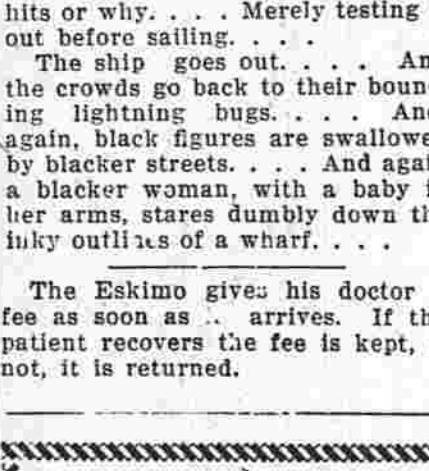 hits or why. . . . Merely testing
out before sailing. . . .
The ship goes out. . . . An
the crowds go back to their boun
ing lightning bugs. . . . An
again, black figures are swallowe
by blacker streets. . . . And agai
a blacker woman, with a baby i
her arms, stares dumbly down th
inky outlines of a wharf. . . .
The Eskimo gives his doctor
fee as soon as .. arrives. If th
patient recovers the fee is kept,
not, it is returned.